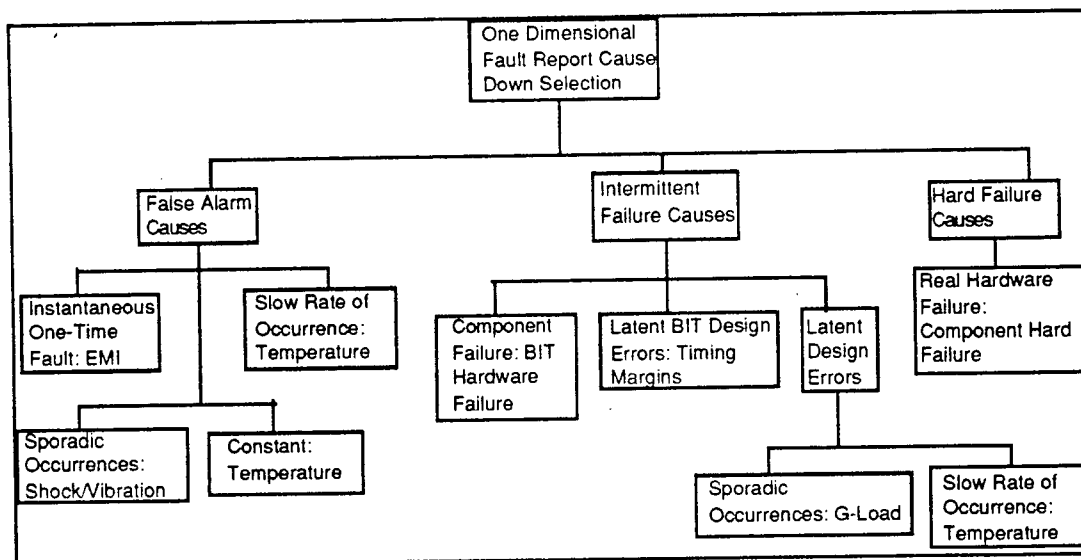 One Dimensional
Fault Report Cause
Down Selection
False Alarm
Causes
Intermittent
Failure Causes
Hard Failure
Causes
Instantaneous
One-Time
Fault: EMI
Slow Rate of
Occurrence:
Temperature
Sporadic
Occurrences:
Shock/Vibration
Constant:
Temperature
Component
Failure: BIT
Hardware
Failure
Latent BIT Design
Errors: Timing
Margins
Latent
Design
Errors
Real Hardware
Failure:
Component Hard
Failure
Sporadic
Occurrences: G-Load
Slow Rate of
Occurrence:
Temperature